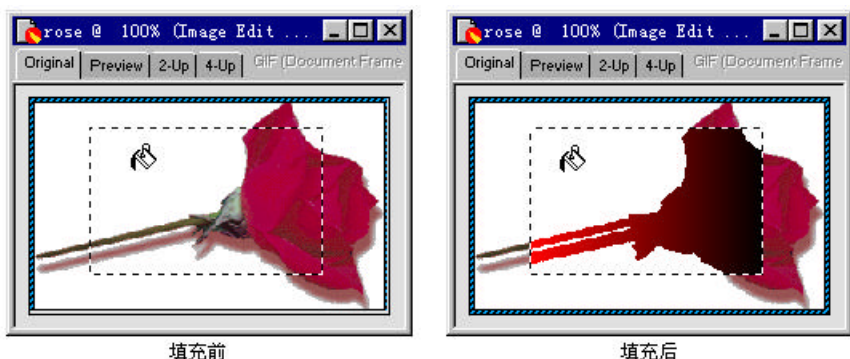 rose @ 100% (Image Edit ...
Original Preview 2-Up 4-Up GIF (Document Frame
rose @ 100% (Image Edit ...
Original Preview 2-Up 4-Up GIF (Document Frame
填充前
填充后